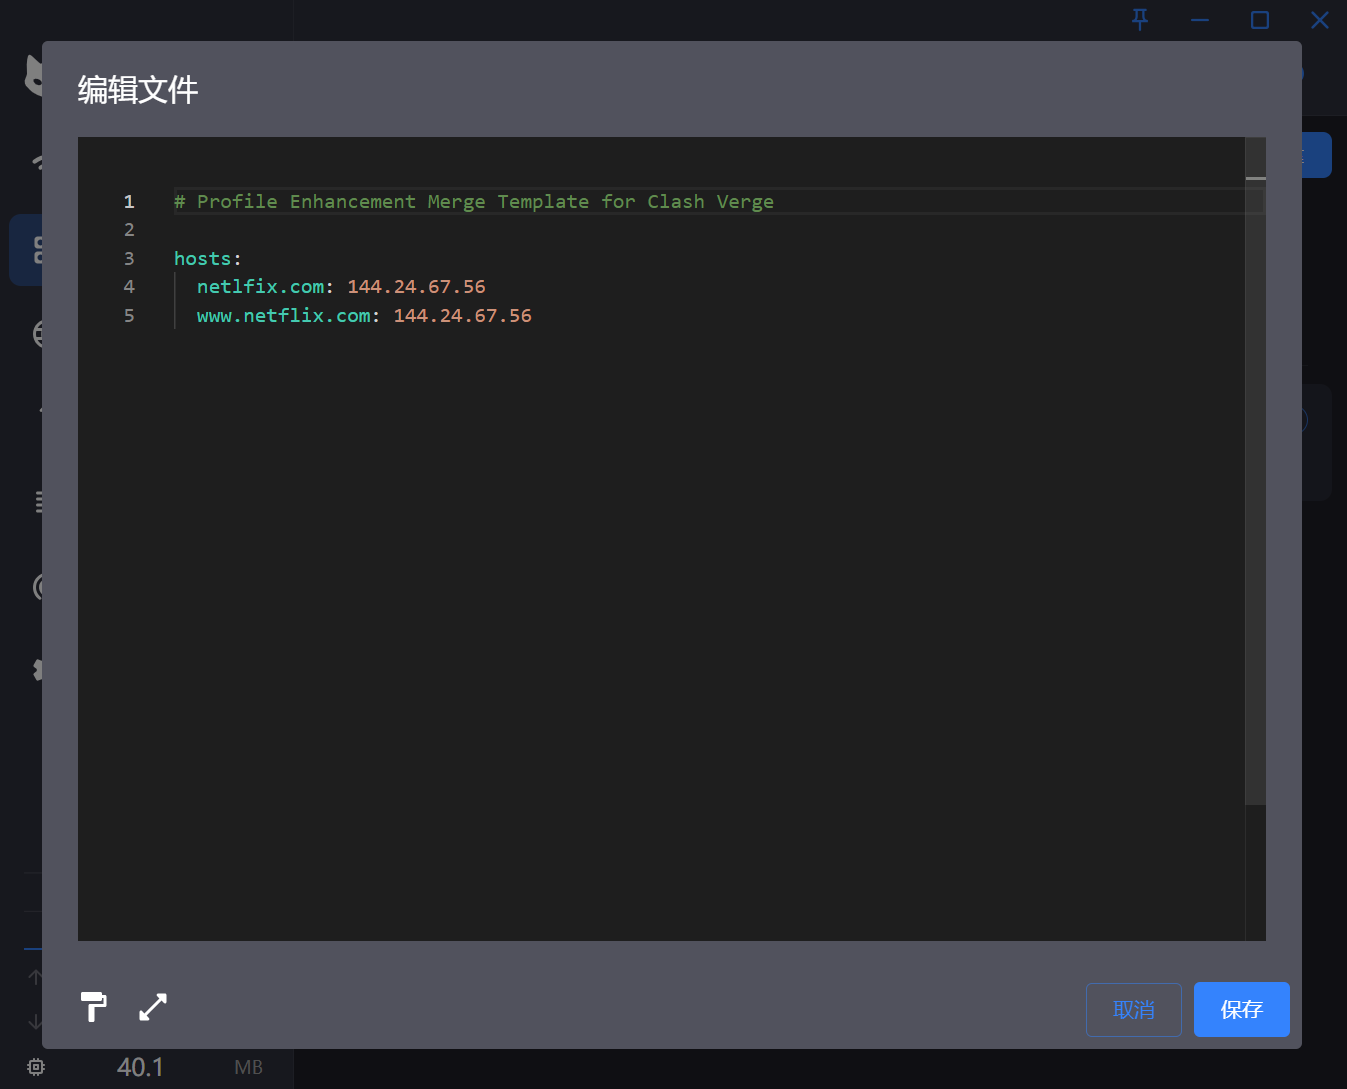 编辑文件
1 # Profile Enhancement Merge Template for Clash Verge
2
3 hosts:
4 netlfix.com: 144.24.67.56
5 www.netflix.com: 144.24.67.56
取消 保存
40.1 MB